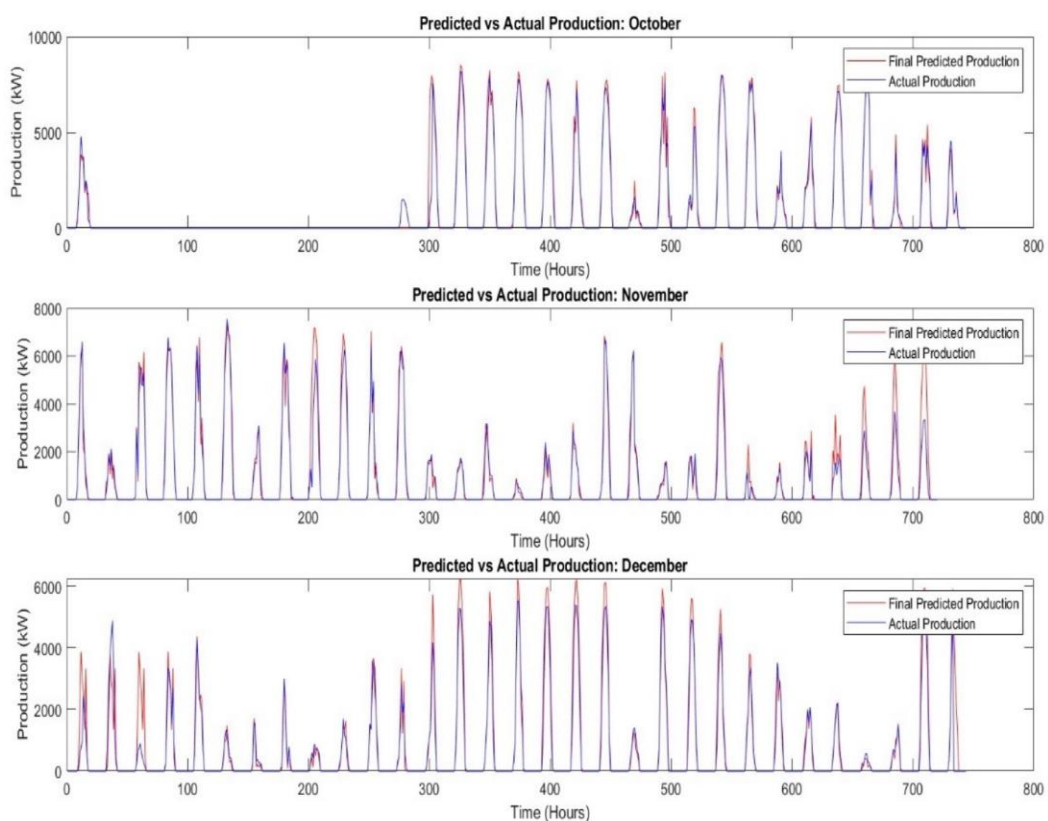 Predicted vs Actual Production: October
10000
Final Predicted Production
Actual Production
5000
0
Production (kW)
0 100 200 300 400 500 600 700 800
Time (Hours)
Predicted vs Actual Production: November
8000
Final Predicted Production
Actual Production
6000
4000
2000
0
Production (kW)
0 100 200 300 400 500 600 700 800
Time (Hours)
Predicted vs Actual Production: December
6000
Final Predicted Production
Actual Production
4000
2000
0
Production (kW)
0 100 200 300 400 500 600 700 800
Time (Hours)